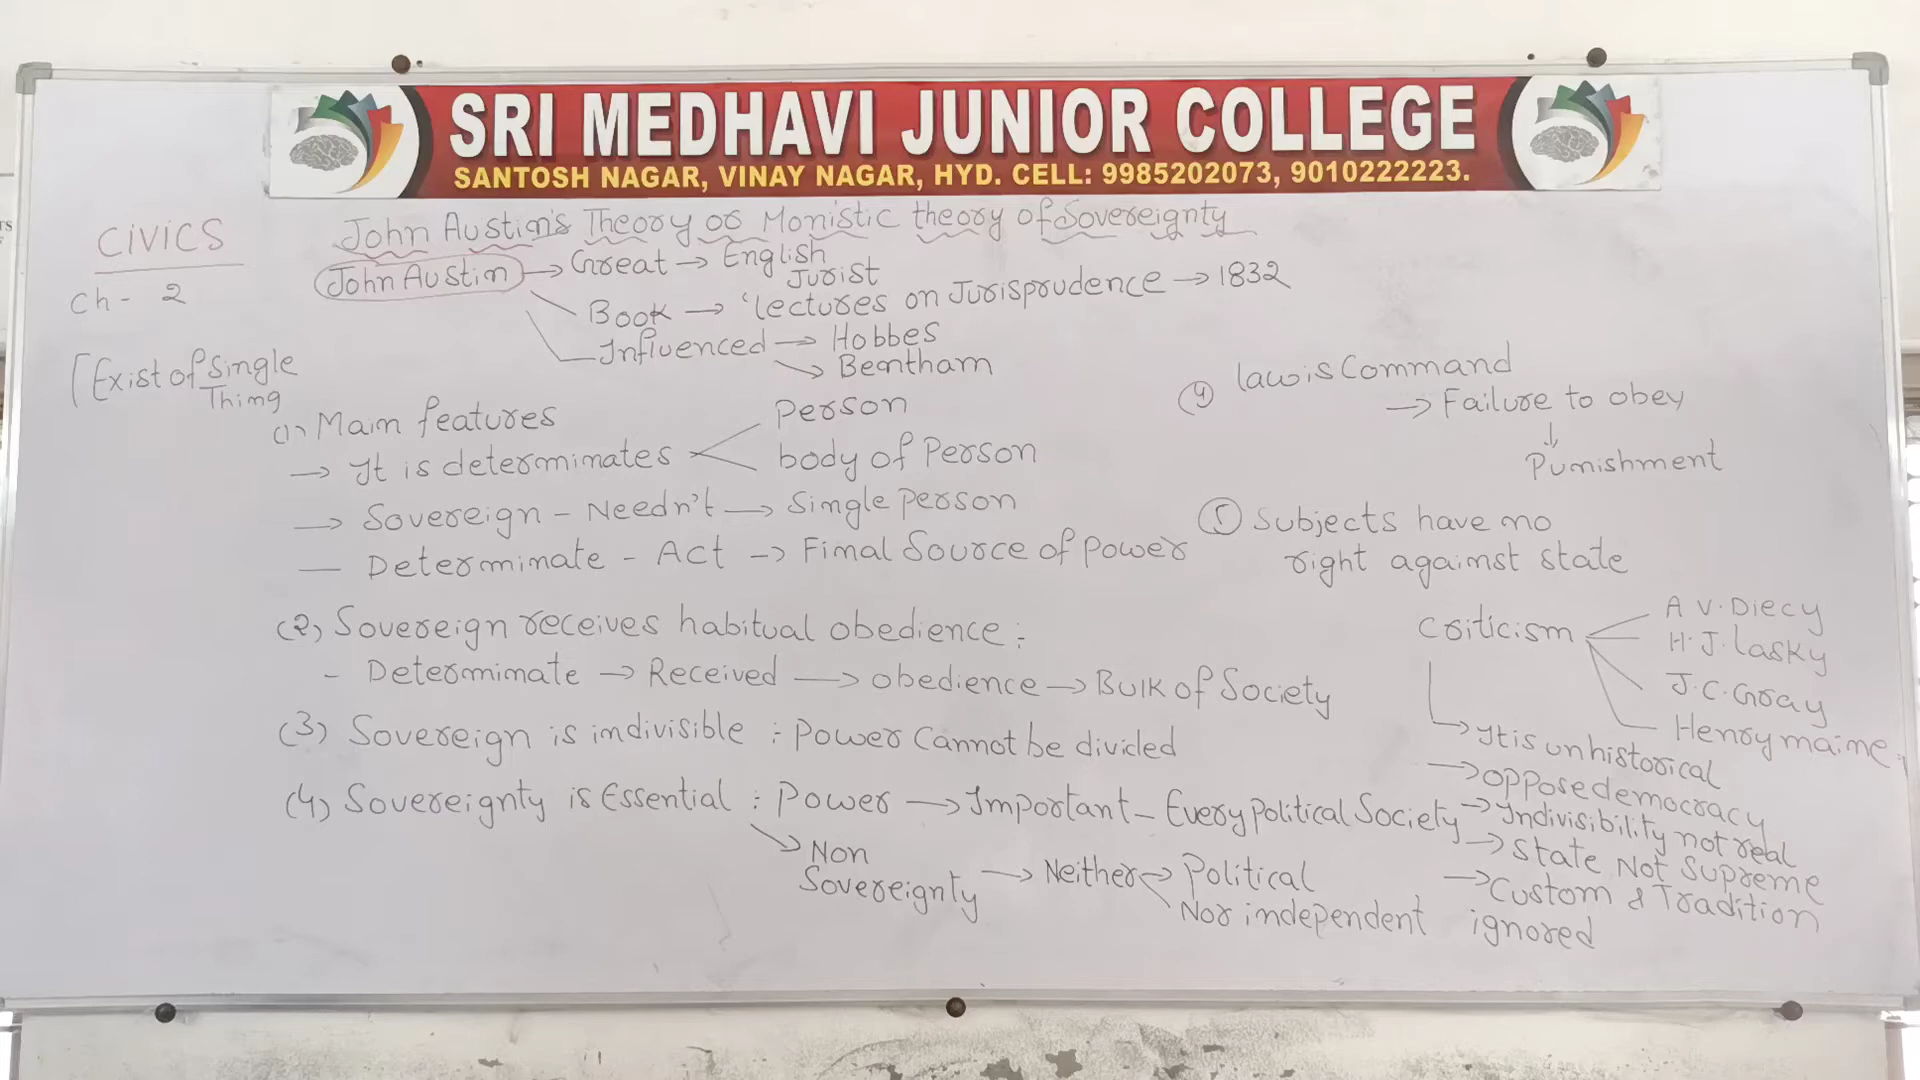 SRI MEDHAVI JUNIOR COLLEGE
SANTOSH NAGAR, VINAY NAGAR, HYD. CELL: 9985202073, 9010222223.
CIVICS
Ch - 2
[Exist of Single
Thing
John Austin's Theory or Monistic theory of Sovereignty
John Austin → Great → English
Jurist
Book → 'lectures on Jurisprudence → 1832
Influenced → Hobbes
→ Bentham
(1) Main features
→ It is determinates
Person
body of Person
→ Sovereign - Needn't → Single person
— Determinate - Act → Final Source of power
(2) Sovereign receives habitual obedience :
- Determinate → Received → obedience → Bulk of Society
(3) Sovereign is indivisible : Power Cannot be divided
(4) Sovereignty is Essential : Power → Important - Every political Society
→ Non
Sovereignty → Neither → Political
Nor independent
(4) law is Command
→ Failure to obey
↓
Punishment
(5) Subjects have no
right against state
Criticism
A V. Diecy
H. J. lasky
J. C. Gray
Henry maine
→ It is unhistorical
→ oppose democracy
→ Indivisibility not real
→ State Not Supreme
→ Custom & Tradition
ignored